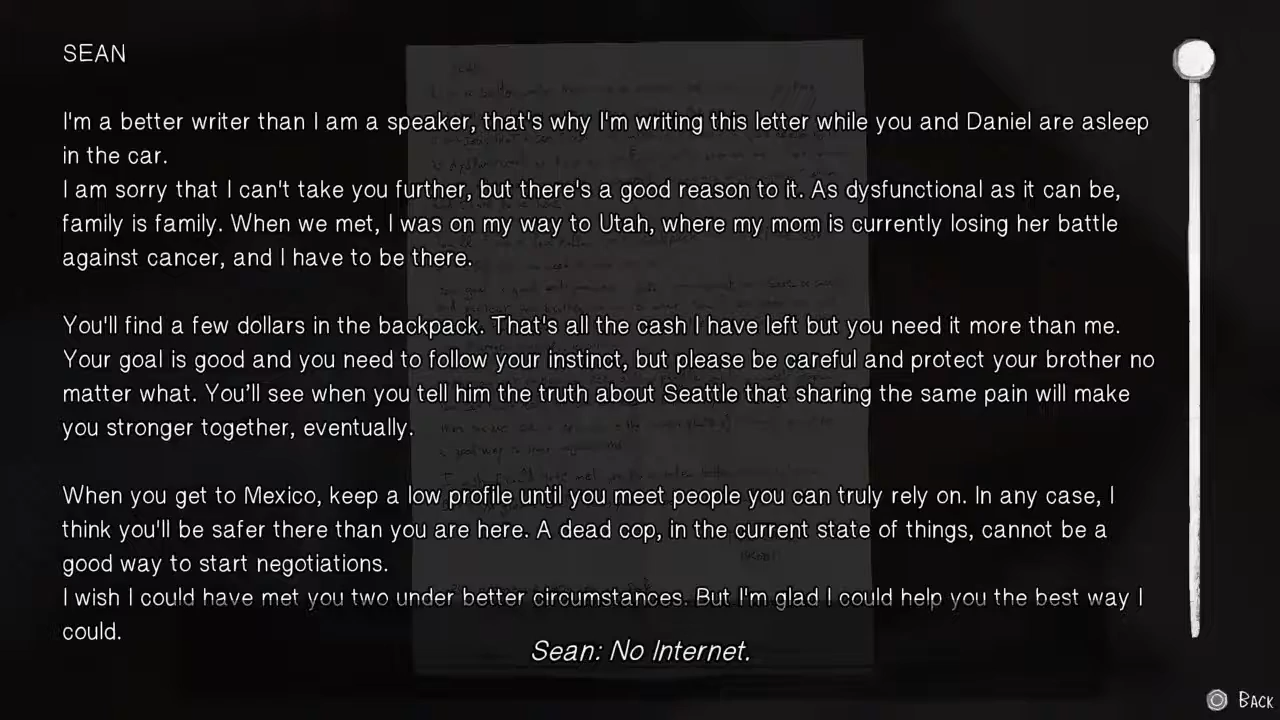 SEAN
I'm a better writer than I am a speaker, that's why I'm writing this letter while you and Daniel are asleep
in the car.
I am sorry that I can't take you further, but there's a good reason to it. As dysfunctional as it can be,
family is family. When we met, I was on my way to Utah, where my mom is currently losing her battle
against cancer, and I have to be there.
You'll find a few dollars in the backpack. That's all the cash I have left but you need it more than me.
Your goal is good and you need to follow your instinct, but please be careful and protect your brother no
matter what. You'll see when you tell him the truth about Seattle that sharing the same pain will make
you stronger together, eventually.
When you get to Mexico, keep a low profile until you meet people you can truly rely on. In any case, I
think you'll be safer there than you are here. A dead cop, in the current state of things, cannot be a
good way to start negotiations.
I wish I could have met you two under better circumstances. But I'm glad I could help you the best way I
could.
Sean: No Internet.
BACK